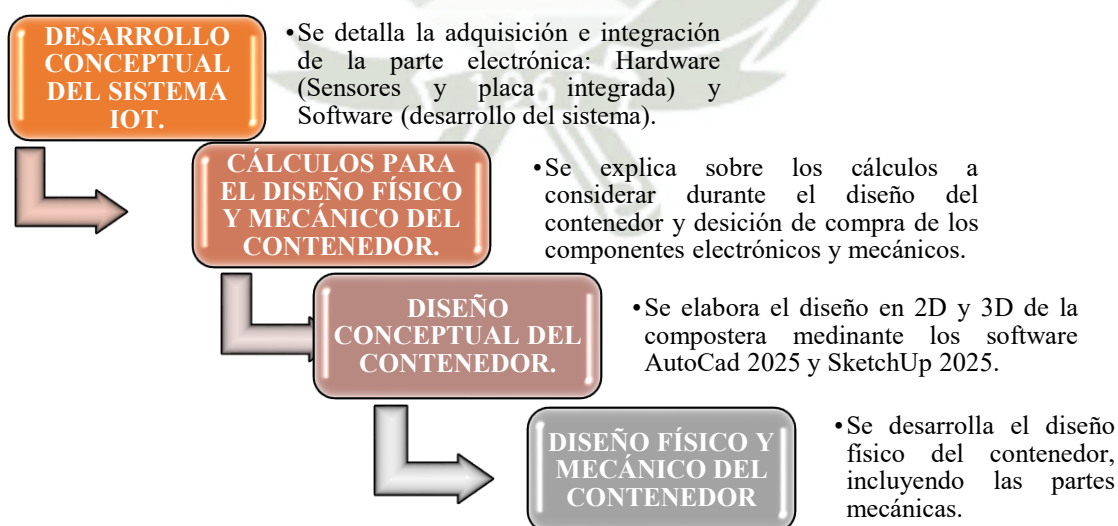 DESARROLLO
CONCEPTUAL
DEL SISTEMA
IOT.
•Se detalla la adquisición e integración
de la parte electrónica: Hardware
(Sensores y placa integrada) y
Software (desarrollo del sistema).
CÁLCULOS PARA
EL DISEÑO FÍSICO
Y MECÁNICO DEL
CONTENEDOR.
•Se explica sobre los cálculos a
considerar durante el diseño del
contenedor y desición de compra de los
componentes electrónicos y mecánicos.
DISEÑO
CONCEPTUAL DEL
CONTENEDOR.
•Se elabora el diseño en 2D y 3D de la
compostera medinante los software
AutoCad 2025 y SketchUp 2025.
DISEÑO FÍSICO Y
MECÁNICO DEL
CONTENEDOR
•Se desarrolla el diseño
físico del contenedor,
incluyendo las partes
mecánicas.